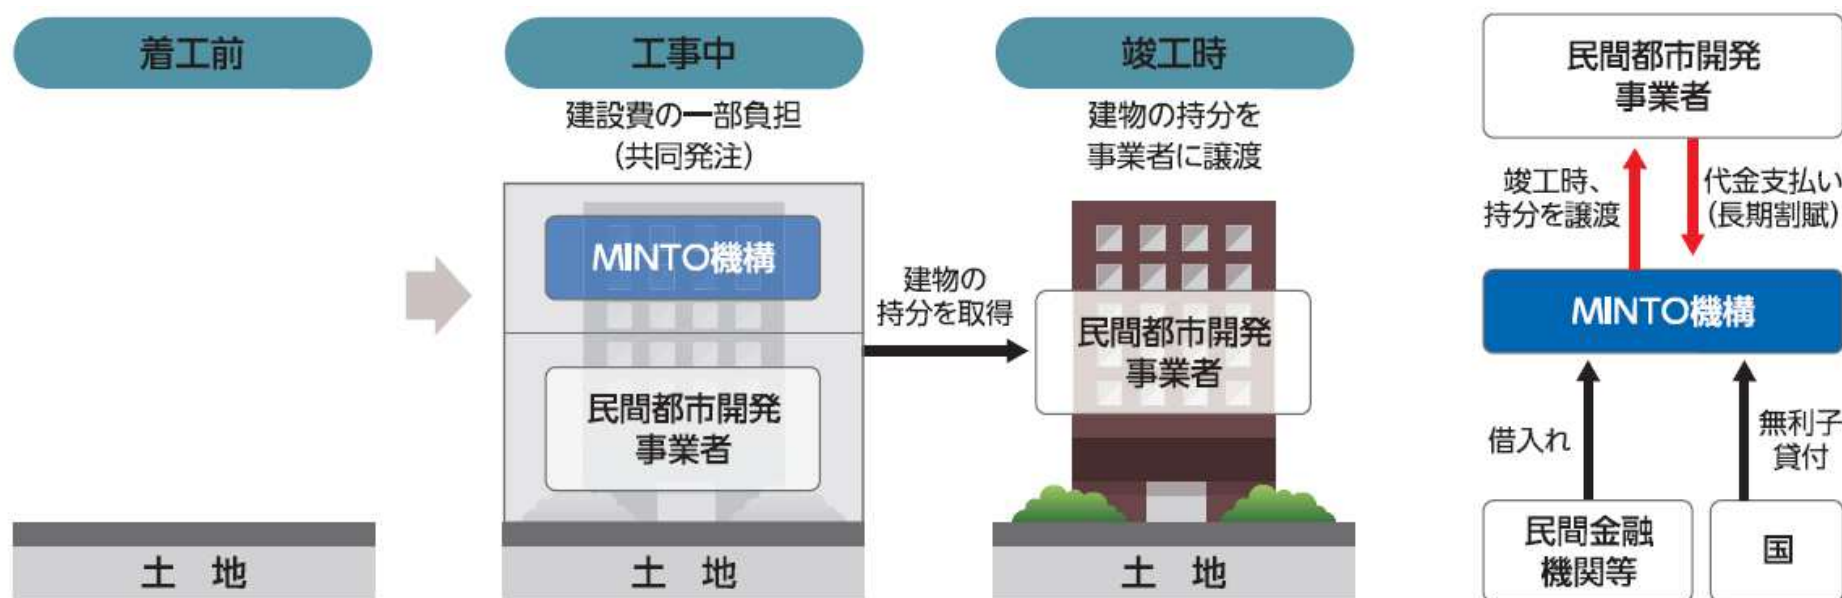 着工前
土 地
工事中
建設費の一部負担
(共同発注)
MINTO機構
民間都市開発
事業者
土 地
建物の
持分を取得
竣工時
建物の持分を
事業者に譲渡
民間都市開発
事業者
土 地
民間都市開発
事業者
竣工時、
持分を譲渡
代金支払い
(長期割賦)
MINTO機構
借入れ
無利子
貸付
民間金融
機関等
国